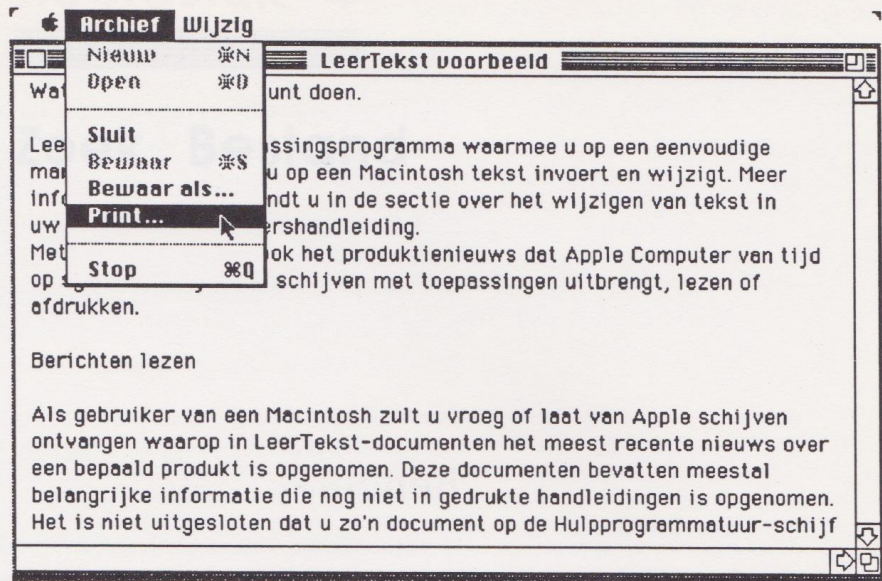 Archief Wijzig
LeerTekst voorbeeld
Nieuw ⌘N
Open ⌘O
Sluit
Bewaar ⌘S
Bewaar als...
Print...
Stop ⌘Q
Wat unt doen.
Lee ssingsprogramma waarmee u op een eenvoudige
mar u op een Macintosh tekst invoert en wijzigt. Meer
info ndt u in de sectie over het wijzigen van tekst in
uw ershandleiding.
Met ook het produktienieuws dat Apple Computer van tijd
op schijven met toepassingen uitbrengt, lezen of
afdrukken.
Berichten lezen
Als gebruiker van een Macintosh zult u vroeg of laat van Apple schijven
ontvangen waarop in LeerTekst-documenten het meest recente nieuws over
een bepaald produkt is opgenomen. Deze documenten bevatten meestal
belangrijke informatie die nog niet in gedrukte handleidingen is opgenomen.
Het is niet uitgesloten dat u zo'n document op de Hulpprogrammatuur-schijf